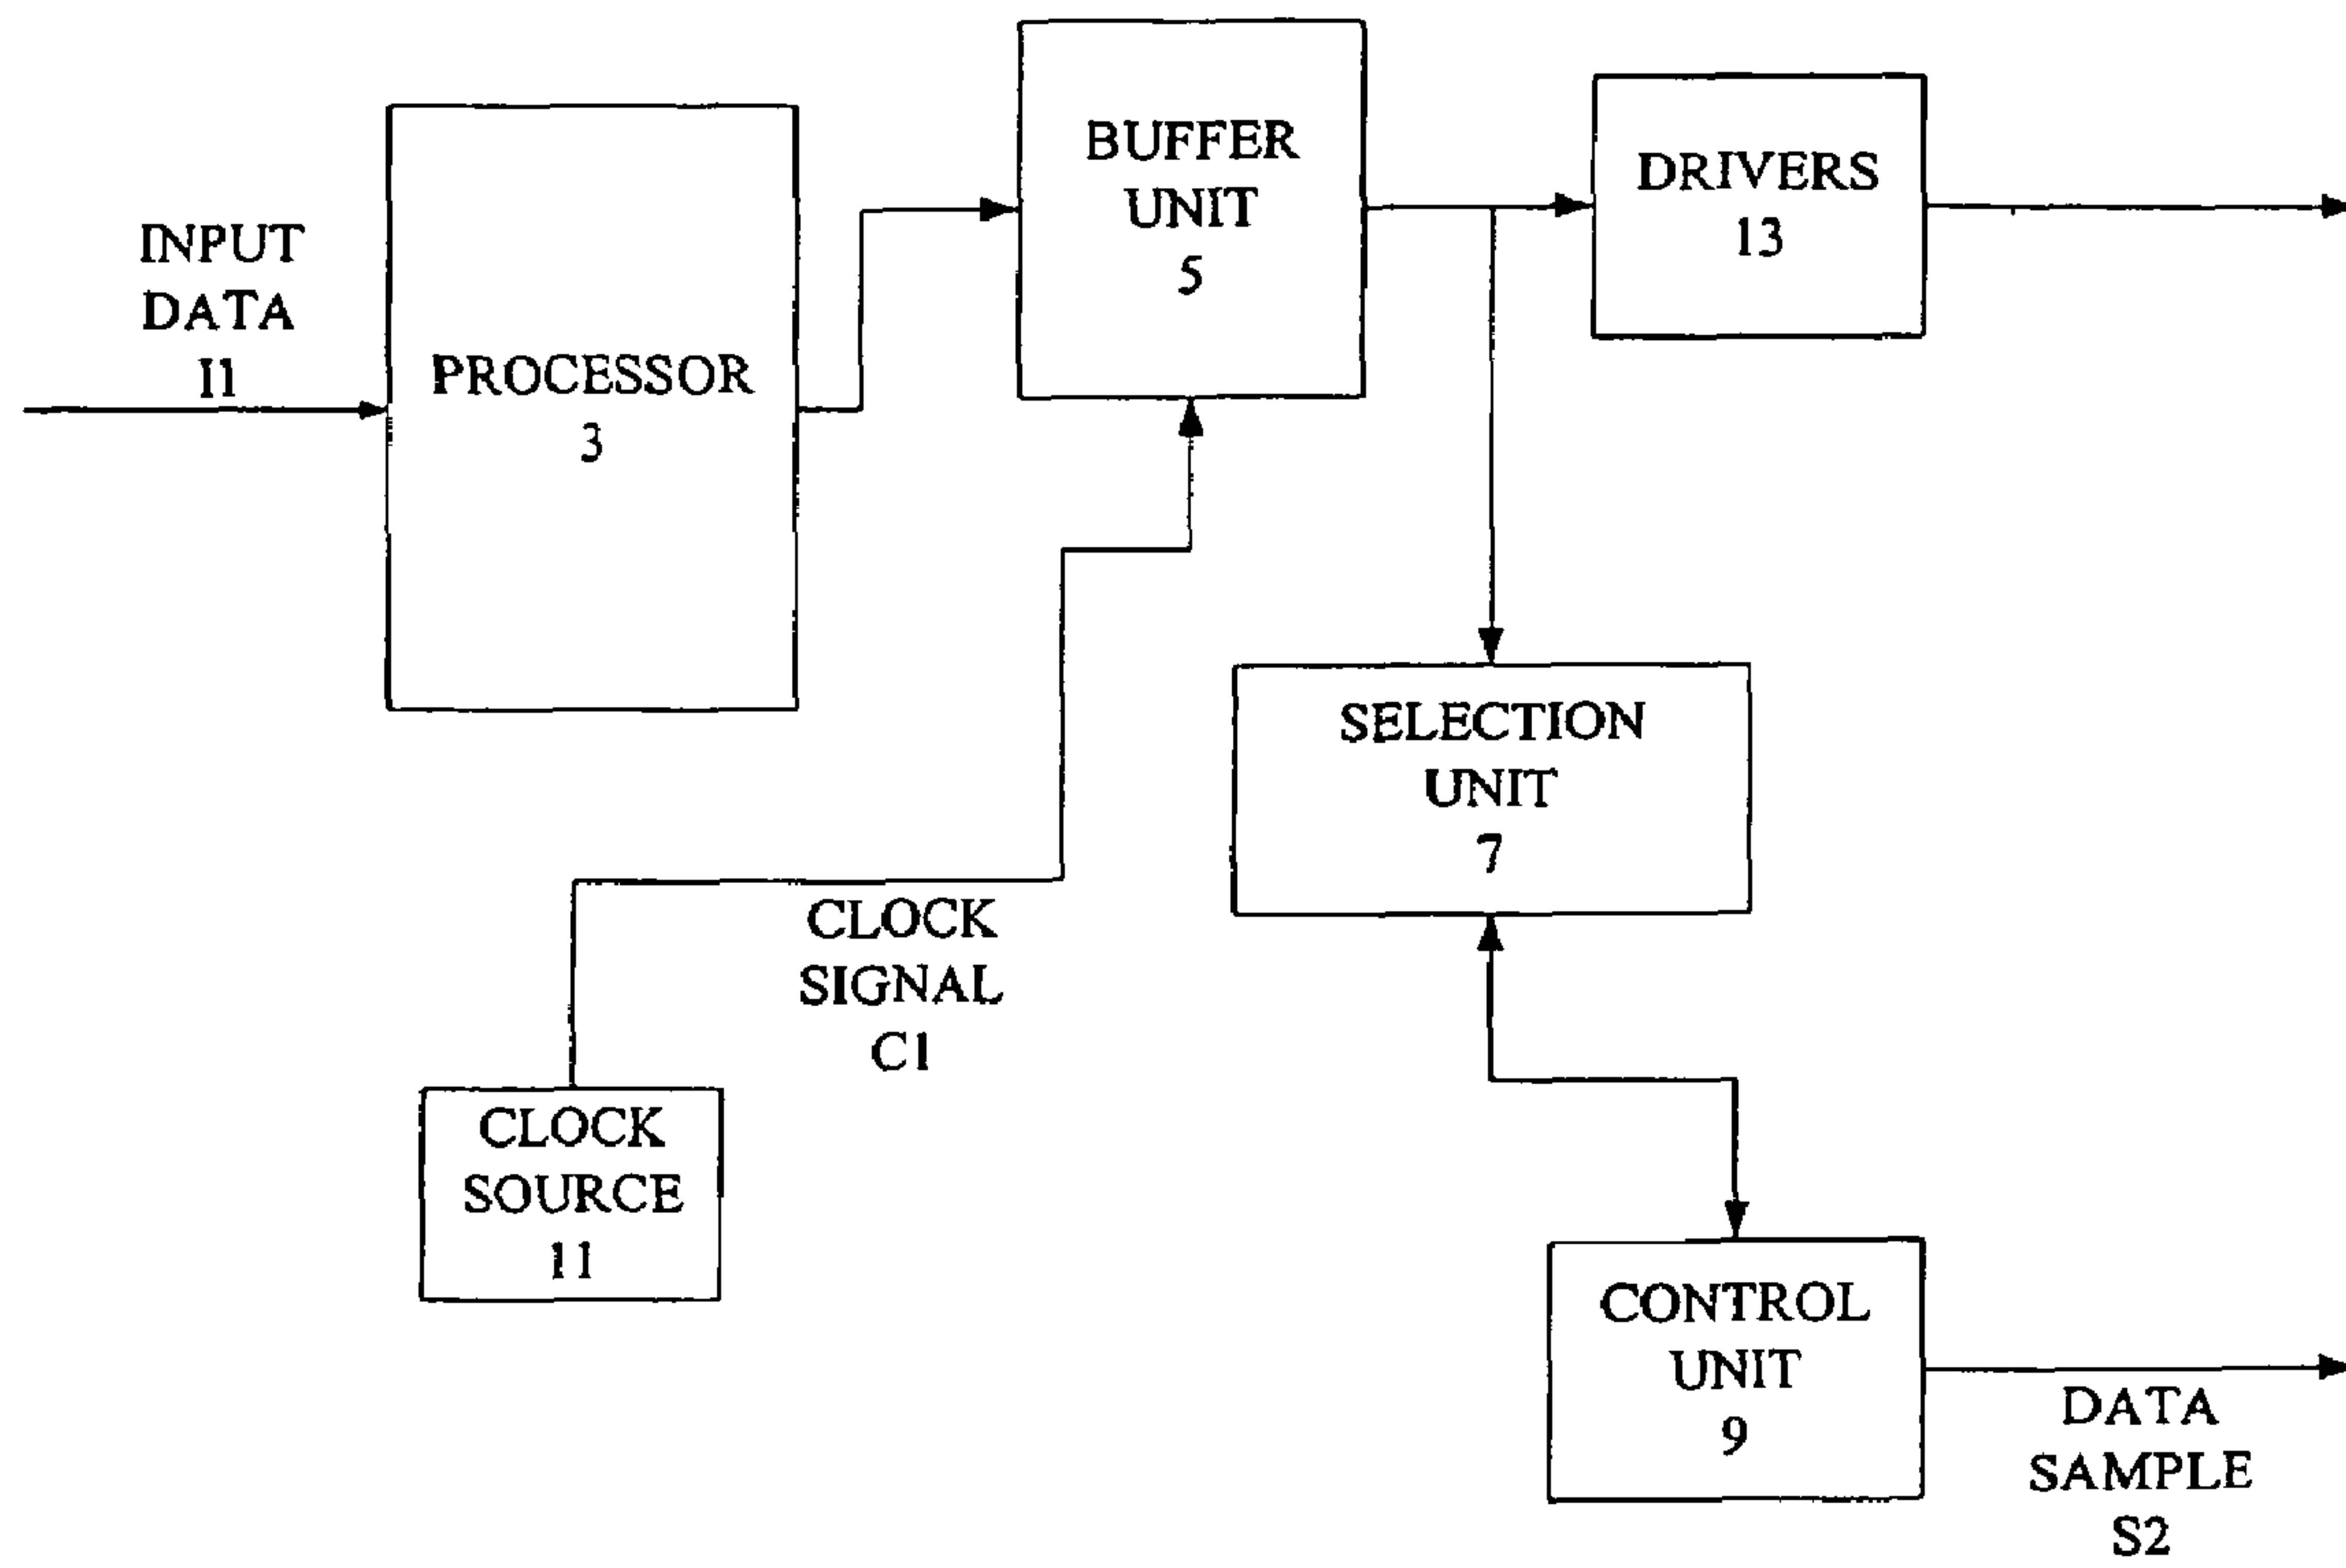 INPUT
DATA
I1
PROCESSOR
3
BUFFER
UNIT
5
DRIVERS
13
SELECTION
UNIT
7
CLOCK
SIGNAL
C1
CLOCK
SOURCE
11
CONTROL
UNIT
9
DATA
SAMPLE
S2